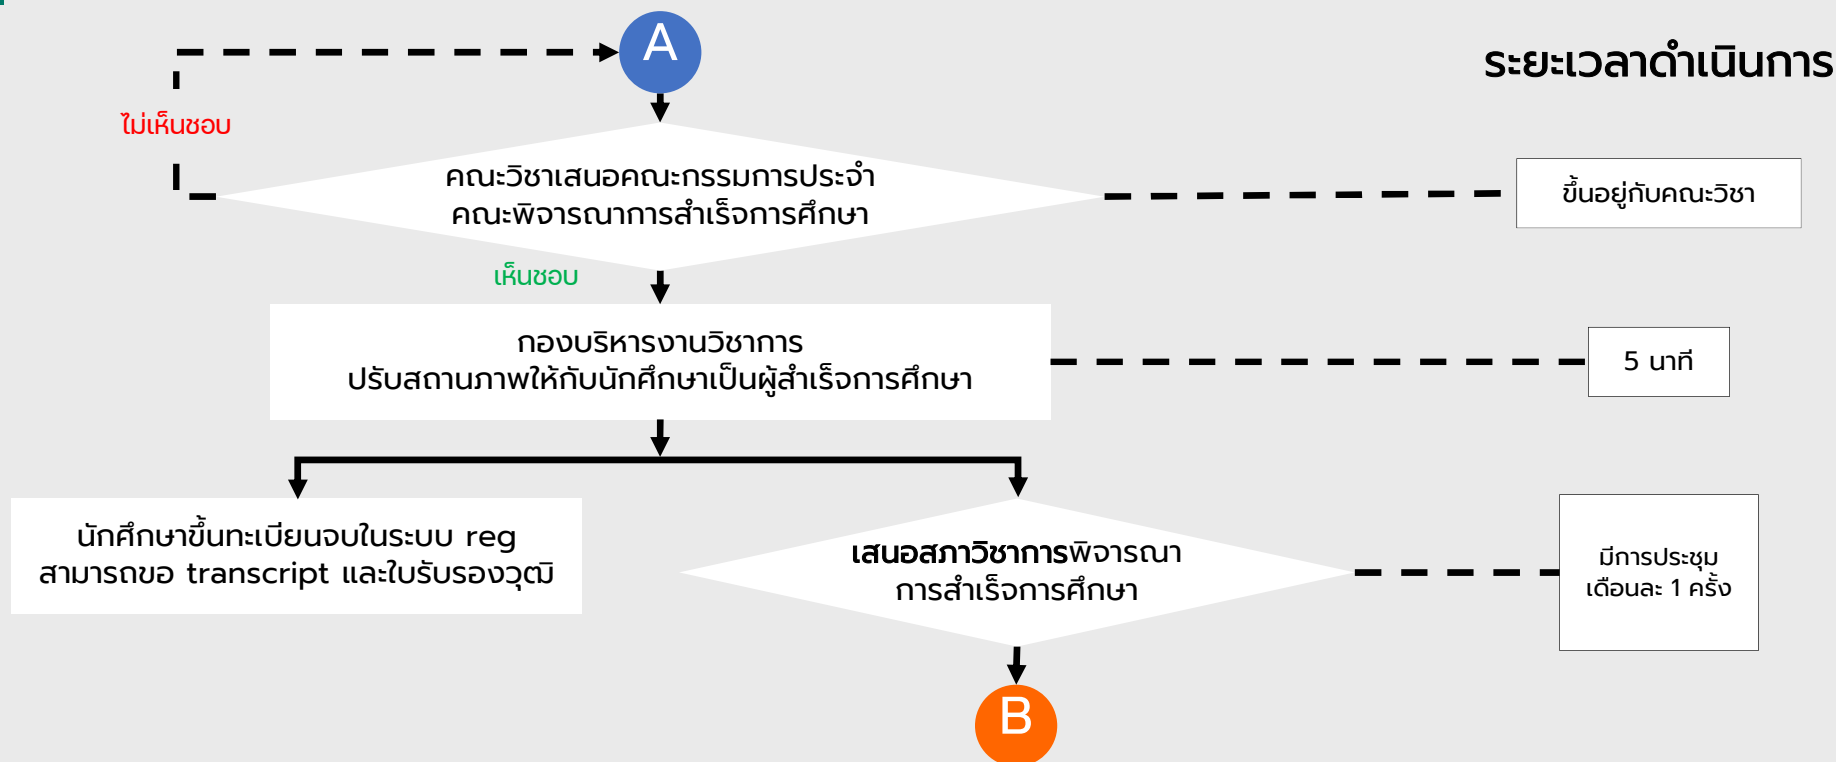 A
ระยะเวลาดำเนินการ
ไม่เห็นชอบ
คณะวิชาเสนอคณะกรรมการประจำ
คณะพิจารณาการสำเร็จการศึกษา
ขึ้นอยู่กับคณะวิชา
เห็นชอบ
กองบริหารงานวิชาการ
ปรับสถานภาพให้กับนักศึกษาเป็นผู้สำเร็จการศึกษา
5 นาที
นักศึกษาขึ้นทะเบียนจบในระบบ reg
สามารถขอ transcript และใบรับรองวุฒิ
เสนอสภาวิชาการพิจารณา
การสำเร็จการศึกษา
มีการประชุม
เดือนละ 1 ครั้ง
B